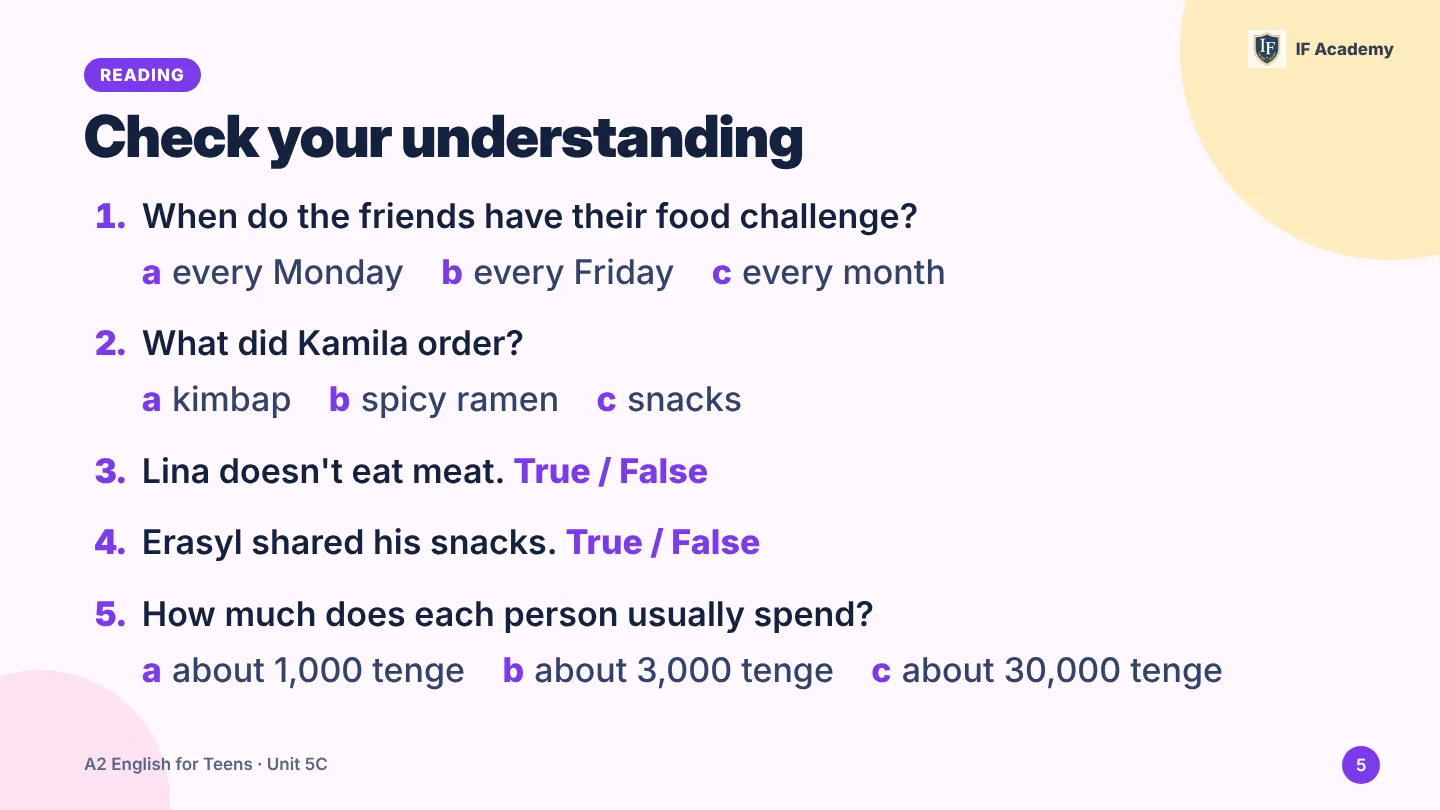 IF IF Academy
READING
Check your understanding
1. When do the friends have their food challenge?
a every Monday b every Friday c every month
2. What did Kamila order?
a kimbap b spicy ramen c snacks
3. Lina doesn't eat meat. True / False
4. Erasyl shared his snacks. True / False
5. How much does each person usually spend?
a about 1,000 tenge b about 3,000 tenge c about 30,000 tenge
A2 English for Teens · Unit 5C
5